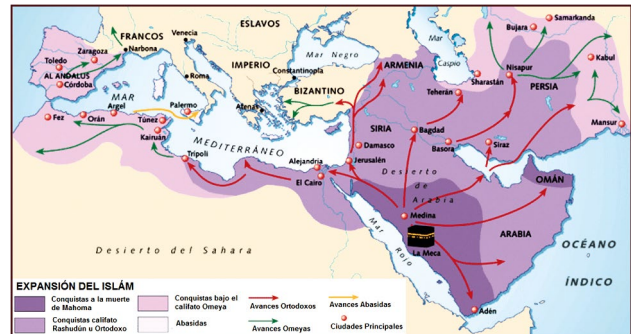 FRANCOS
Venecia
Zaragoza
Narbona
Toledo
AL ANDALUS
Córdoba
Roma
ESLAVOS
IMPERIO
BIZANTINO
Constantinopla
Atenas
Mar Negro
Mar
Caspio
ARMENIA
Samarkanda
Bujara
Nisapur
Kabul
Sharastán
PERSIA
Teherán
Mansur
MAR
MEDITERRÁNEO
Argel
Orán
Fez
Túnez
Kairuán
Palermo
Trípoli
Alejandría
El Cairo
SIRIA
Damasco
Jerusalén
Bagdad
Basora
Siraz
Desierto
de
Arabia
OMÁN
Medina
La Meca
ARABIA
Mar Rojo
Adén
OCÉANO
ÍNDICO
Desierto del Sahara
EXPANSIÓN DEL ISLÁM
Conquistas a la muerte
de Mahoma
Conquistas califato
Rashudún u Ortodoxo
Conquistas bajo el
califato Omeya
Abasidas
Avances Ortodoxos
Avances Omeyas
Avances Abasidas
Ciudades Principales